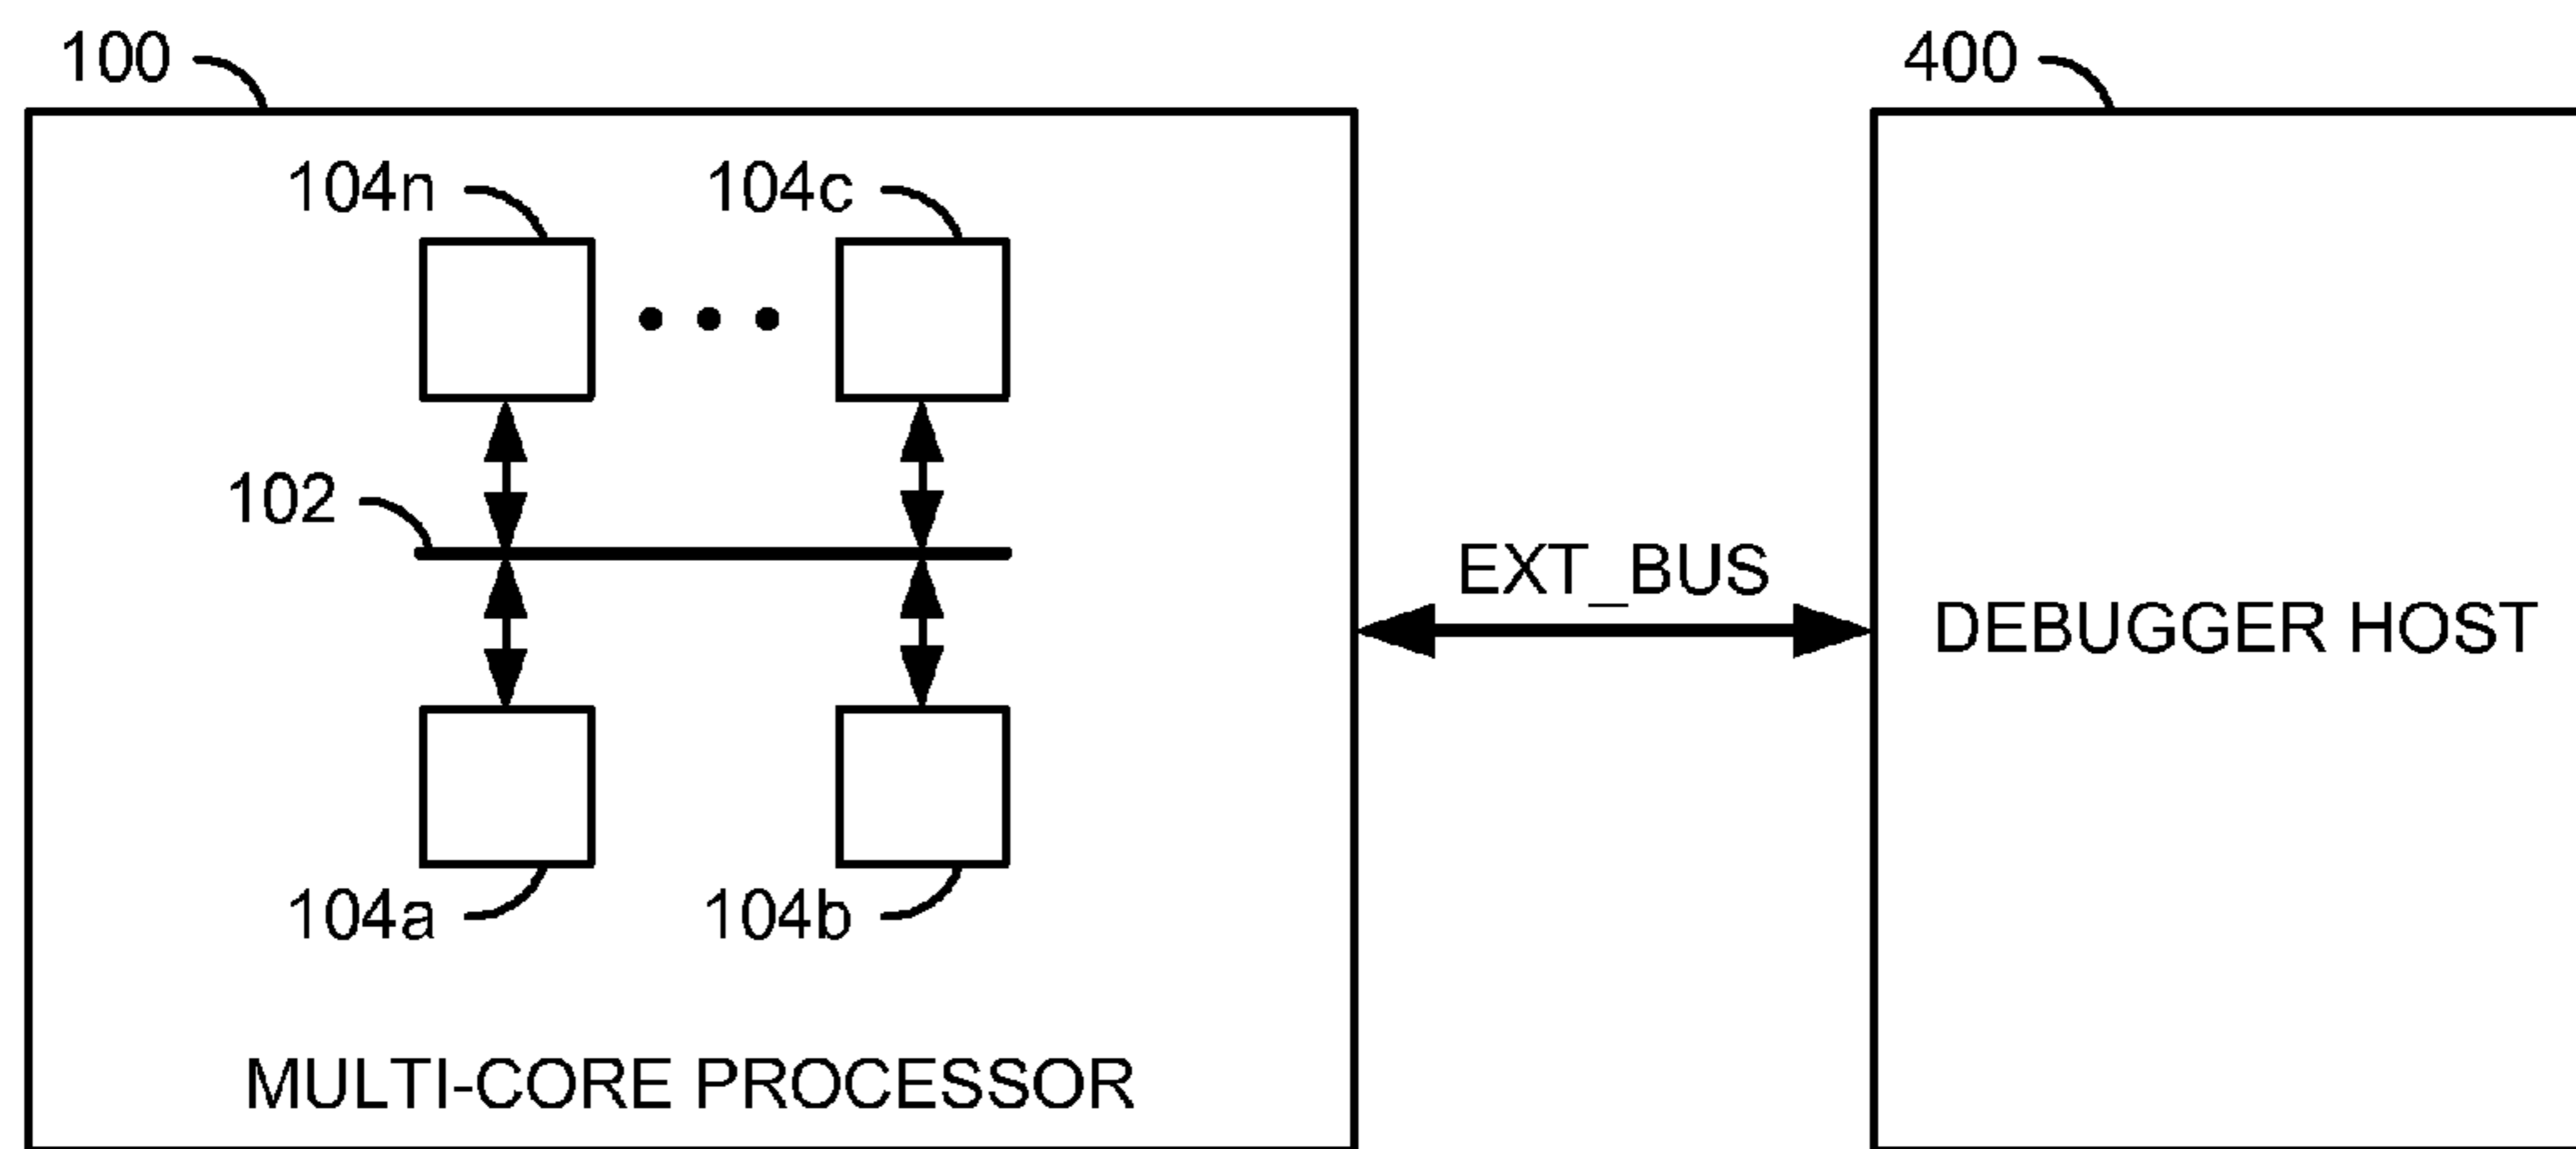 100
400
104n
104c
102
EXT_BUS
DEBUGGER HOST
104a
104b
MULTI-CORE PROCESSOR